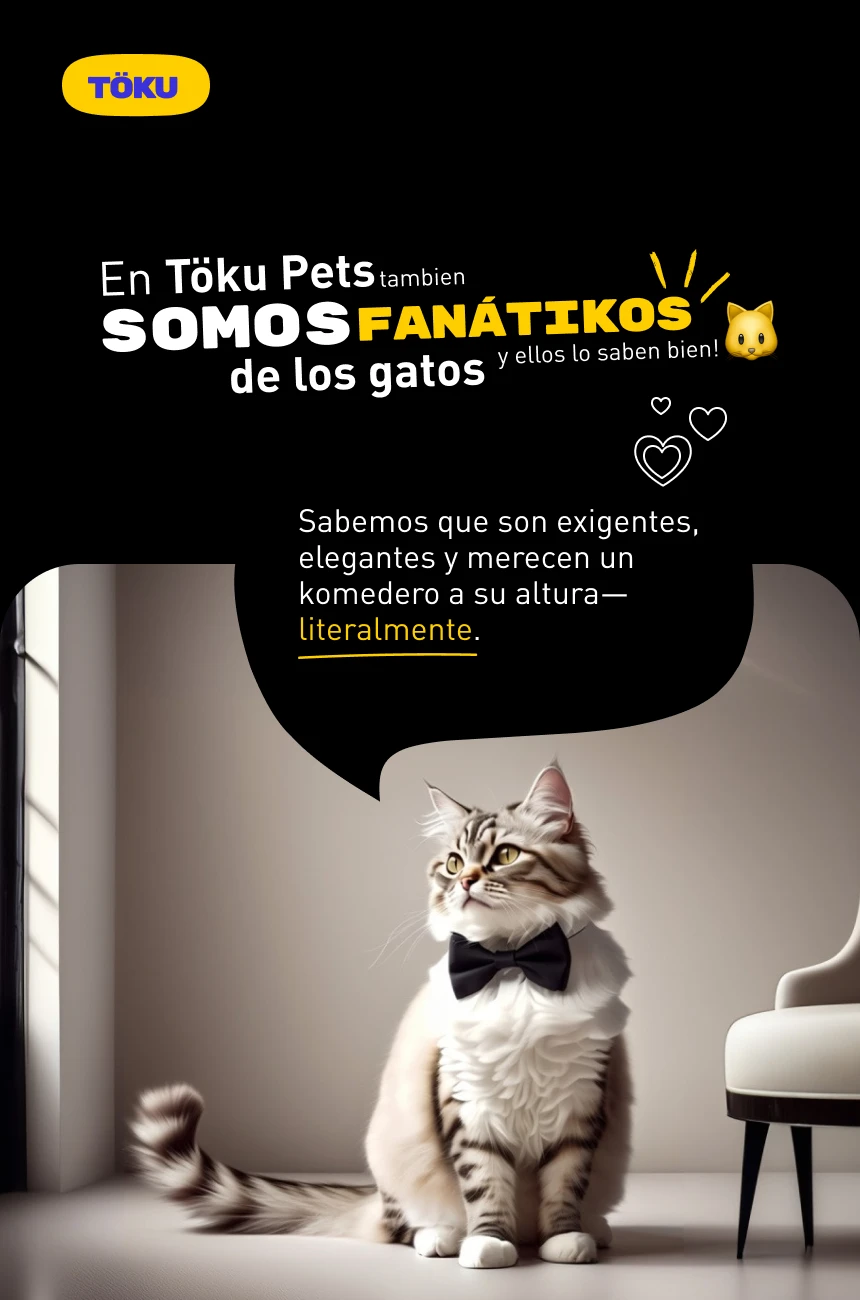 TÖKU
En Töku Pets tambien
SOMOS FANÁTIKOS
de los gatos y ellos lo saben bien!
Sabemos que son exigentes,
elegantes y merecen un
komedero a su altura—
literalmente.